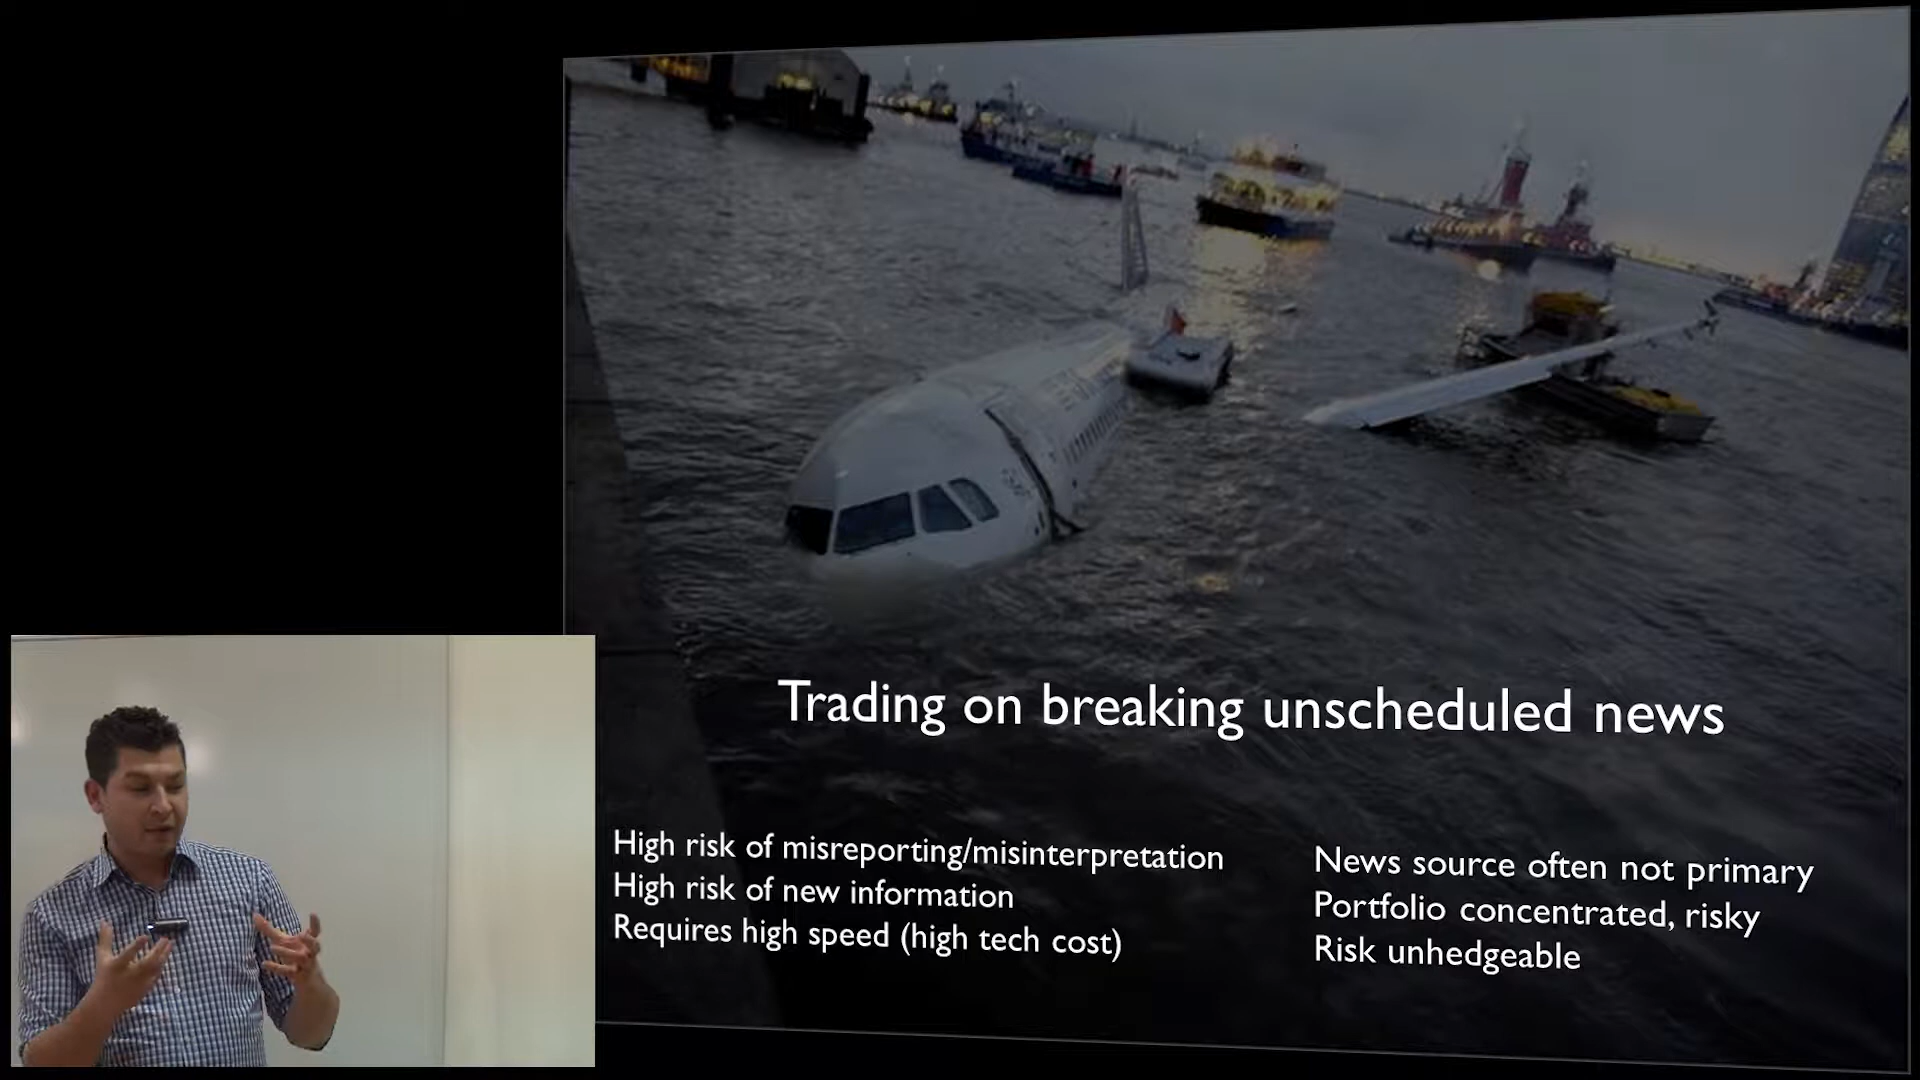 Trading on breaking unscheduled news
High risk of misreporting/misinterpretation
High risk of new information
Requires high speed (high tech cost)
News source often not primary
Portfolio concentrated, risky
Risk unhedgeable